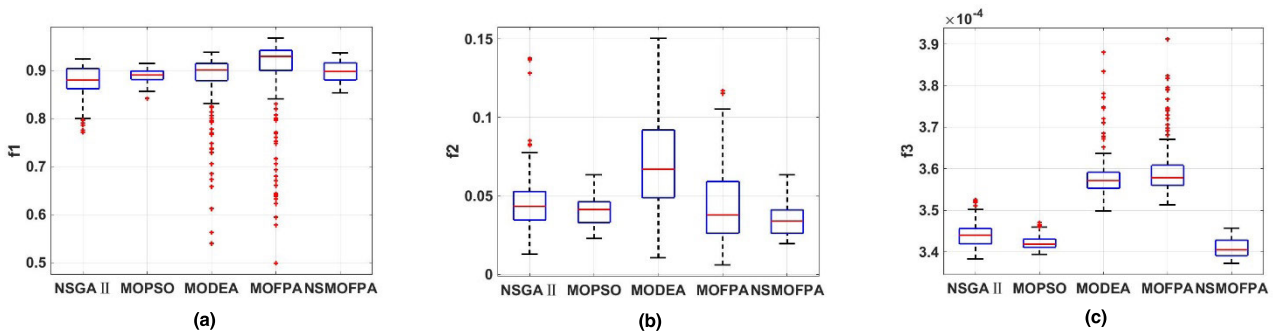 f1
0.9
0.8
0.7
0.6
0.5
NSGA Ⅱ MOPSO MODEA MOFPA NSMOFPA
(a)
f2
0.15
0.1
0.05
0
NSGA Ⅱ MOPSO MODEA MOFPA NSMOFPA
(b)
×10⁻⁴
f3
3.9
3.8
3.7
3.6
3.5
3.4
NSGA Ⅱ MOPSO MODEA MOFPA NSMOFPA
(c)